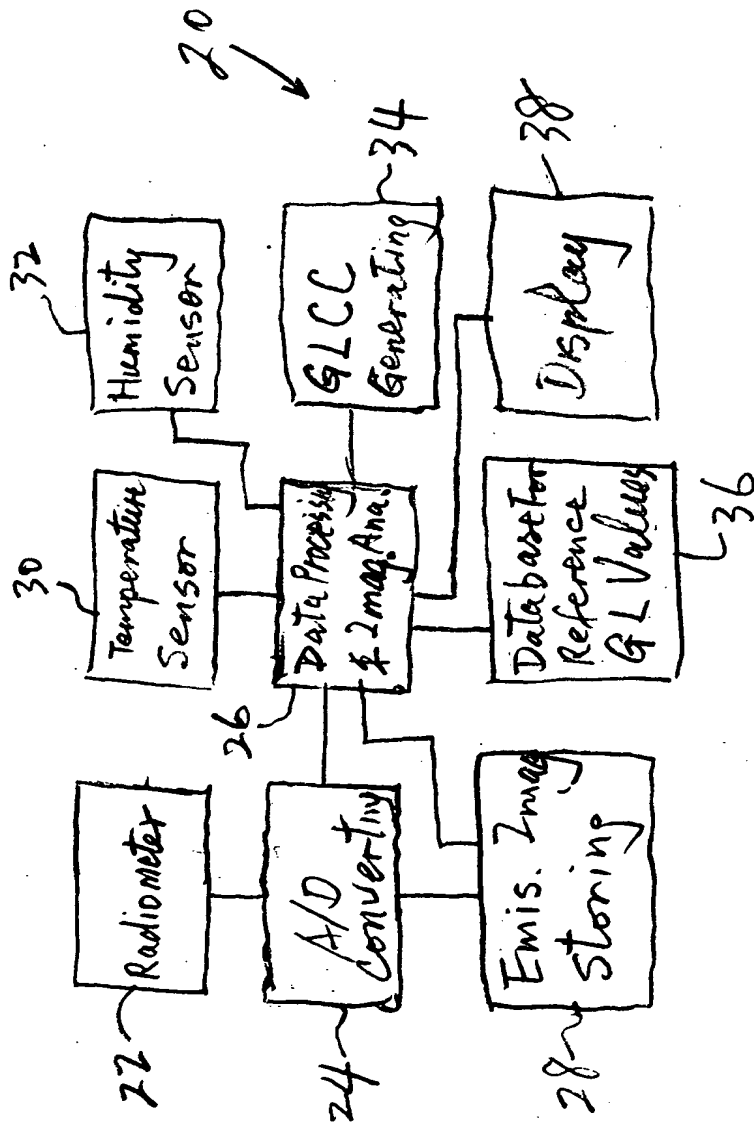 20
22
Radiometer
30
Temperature
Sensor
32
Humidity
Sensor
24
A/D
Converting
26
Data Processing
& Imag. Ana.
GLCC
Generating
34
28
Emis. Imag
Storing
Database For
Reference
GL Values
36
Display
38